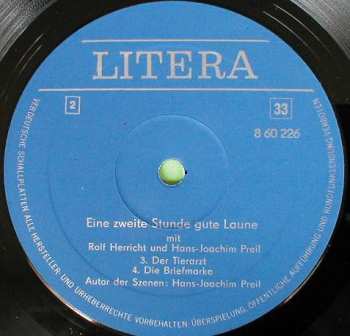 LITERA
2
33
8 60 226
Eine zweite Stunde gute Laune
mit
Rolf Herricht und Hans-Joachim Preil
3. Der Tierarzt
4. Die Briefmarke
Autor der Szenen: Hans-Joachim Preil
VEB DEUTSCHE SCHALLPLATTEN ALLE HERSTELLER- UND URHEBERRECHTE VORBEHALTEN · ÜBERSPIELUNG, ÖFFENTLICHE AUFFÜHRUNG UND RUNDFUNKSENDUNG VERBOTEN